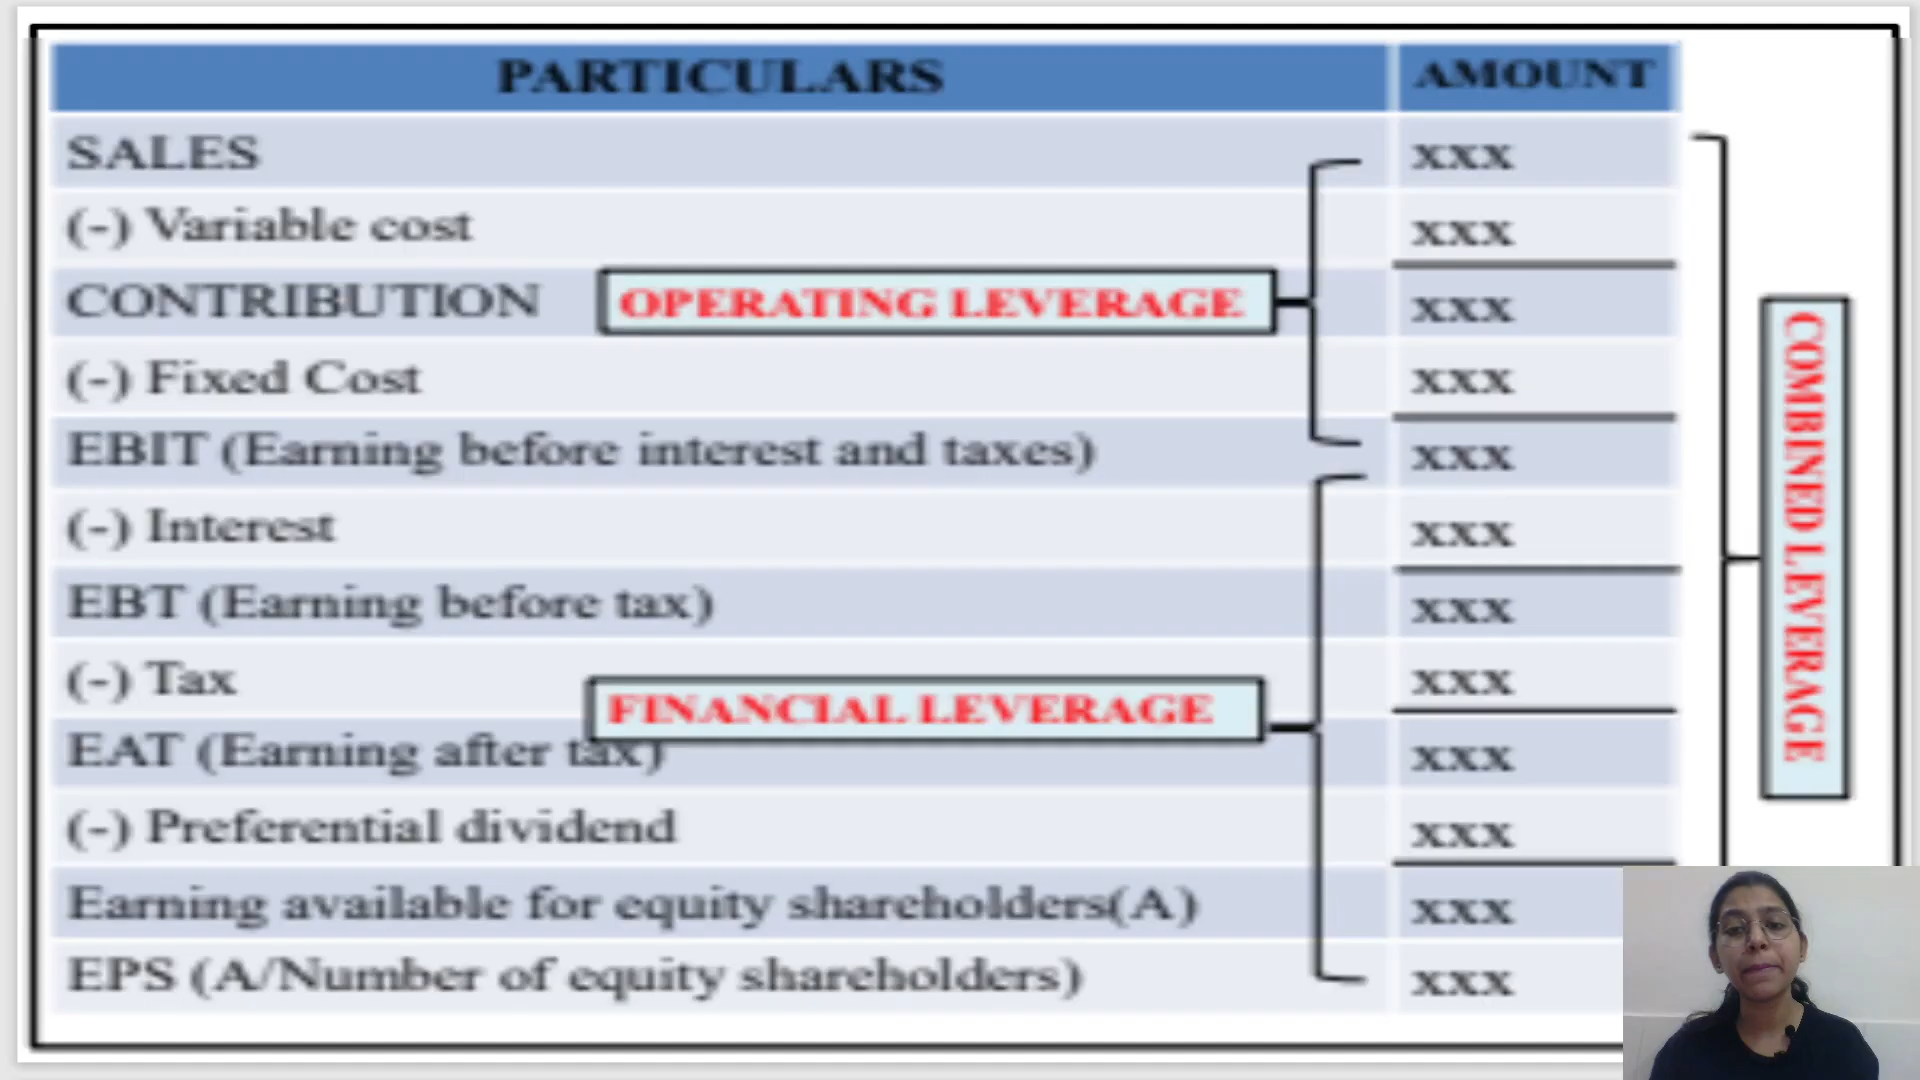 PARTICULARS AMOUNT
SALES xxx
(-) Variable cost xxx
CONTRIBUTION OPERATING LEVERAGE xxx
(-) Fixed Cost xxx
EBIT (Earning before interest and taxes) xxx
(-) Interest xxx
EBT (Earning before tax) xxx
(-) Tax xxx
FINANCIAL LEVERAGE
EAT (Earning after tax) xxx
(-) Preferential dividend xxx
Earning available for equity shareholders(A) xxx
EPS (A/Number of equity shareholders) xxx
COMBINED LEVERAGE